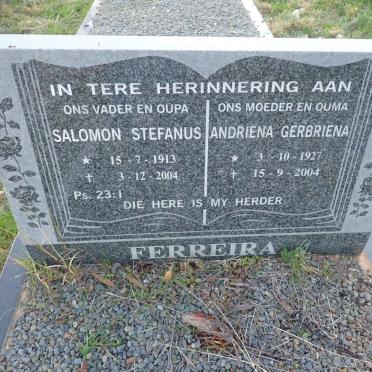 IN TERE HERINNERING AAN
ONS VADER EN OUPA
SALOMON STEFANUS
★ 15-7-1913
✝ 3-12-2004
Ps. 23:1
ONS MOEDER EN OUMA
ANDRIENA GERBRIENA
★ 3-10-1927
✝ 15-9-2004
DIE HERE IS MY HERDER
FERREIRA